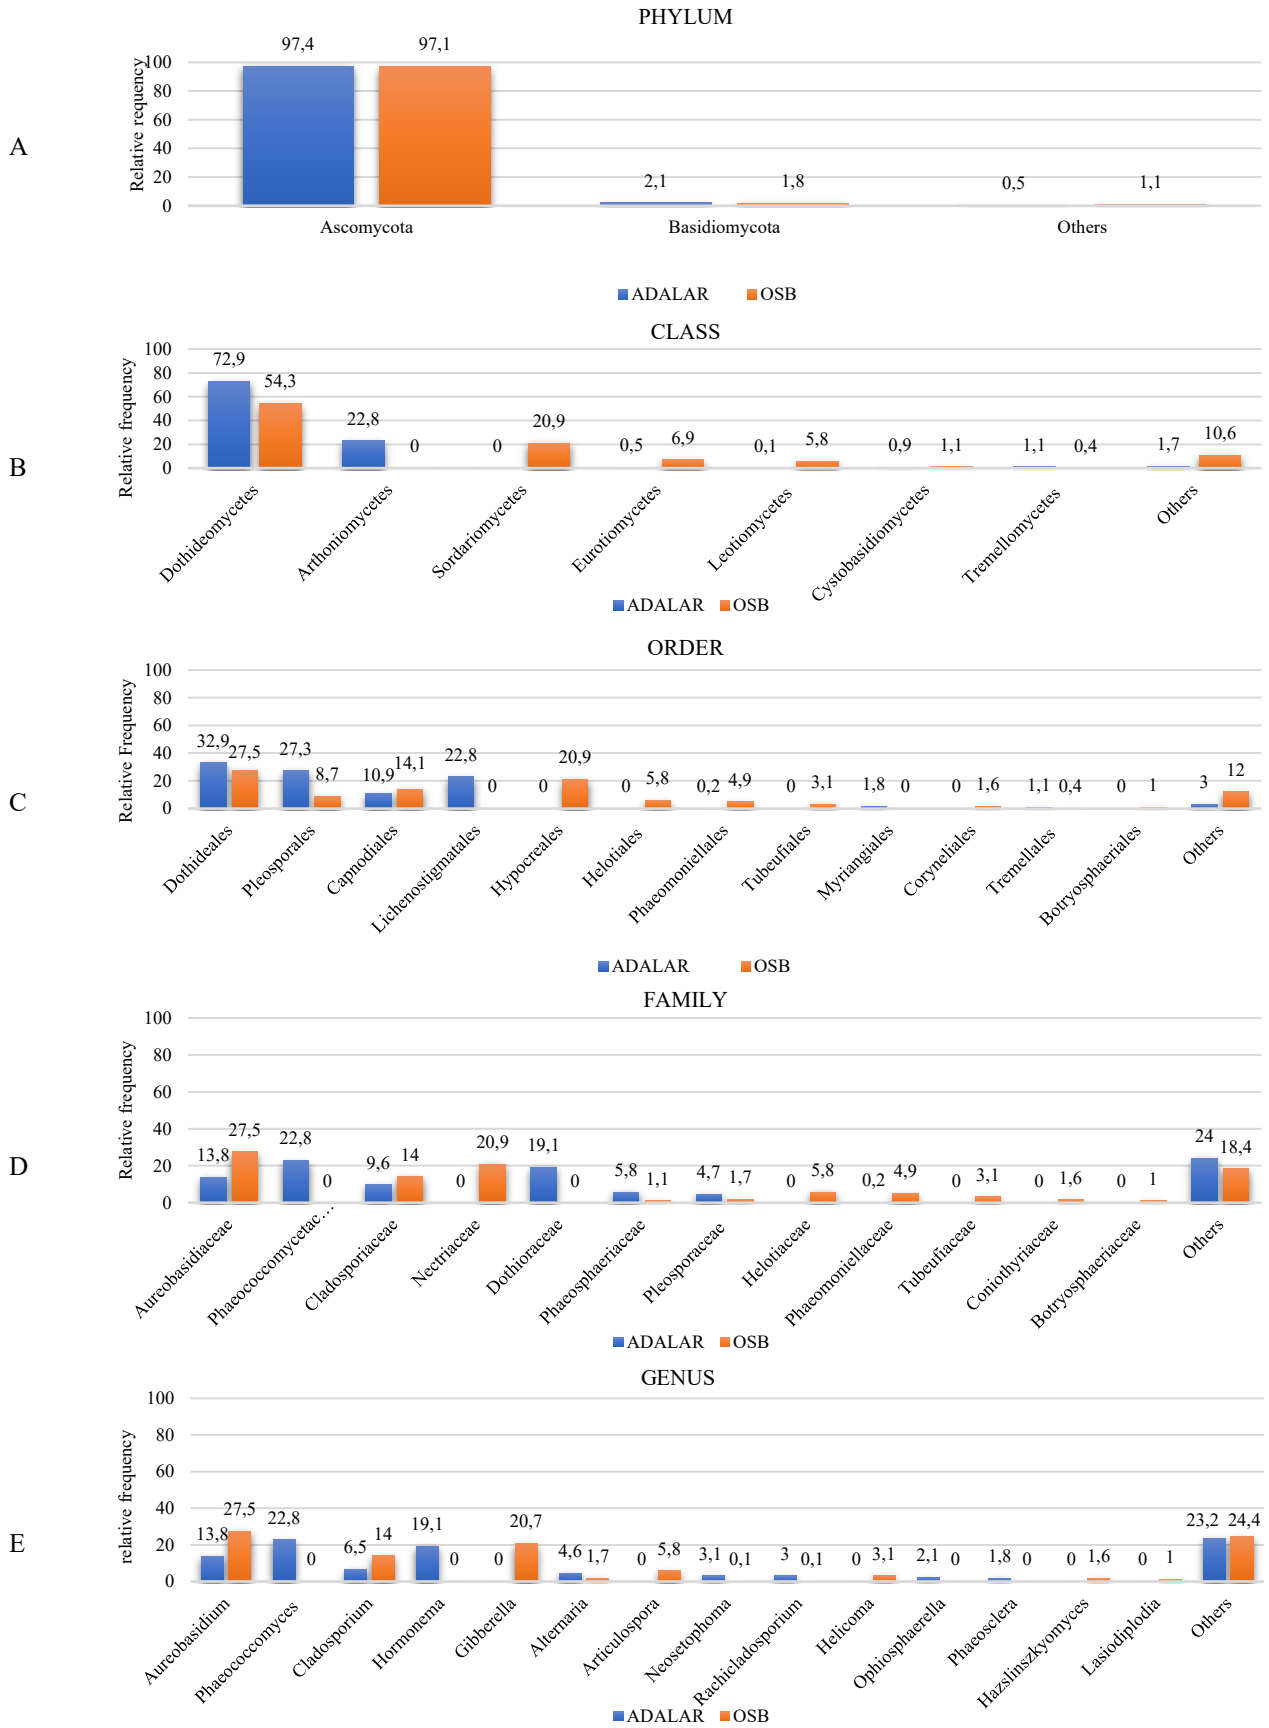 PHYLUM
A
Relative requency
100
80
60
40
20
0
97,4
97,1
2,1
1,8
0,5
1,1
Ascomycota
Basidiomycota
Others
ADALAR
OSB
CLASS
B
Relative frequency
100
80
60
40
20
0
72,9
54,3
22,8
0
0
20,9
0,5
6,9
0,1
5,8
0,9
1,1
1,1
0,4
1,7
10,6
Dothideomycetes
Arthoniomycetes
Sordariomycetes
Eurotiomycetes
Leotiomycetes
Cystobasidiomycetes
Tremellomycetes
Others
ADALAR
OSB
ORDER
C
Relative Frequency
100
80
60
40
20
0
32,9
27,5
27,3
8,7
10,9
14,1
22,8
0
0
20,9
0
5,8
0,2
4,9
0
3,1
1,8
0
0
1,6
1,1
0,4
0
1
3
12
Dothideales
Pleosporales
Capnodiales
Lichenostigmatales
Hypocreales
Helotiales
Phaeomoniellales
Tubeufiales
Myriangiales
Coryneliales
Tremellales
Botryosphaeriales
Others
ADALAR
OSB
FAMILY
D
Relative frequency
100
80
60
40
20
0
13,8
27,5
22,8
0
9,6
14
0
20,9
19,1
0
5,8
1,1
4,7
1,7
0
5,8
0,2
4,9
0
3,1
0
1,6
0
1
24
18,4
Aureobasidiaceae
Phaeococcomycetac…
Cladosporiaceae
Nectriaceae
Dothioraceae
Phaeosphaeriaceae
Pleosporaceae
Helotiaceae
Phaeomoniellaceae
Tubeufiaceae
Coniothyriaceae
Botryosphaeriaceae
Others
ADALAR
OSB
GENUS
E
relative frequency
100
80
60
40
20
0
13,8
27,5
22,8
0
6,5
14
19,1
0
0
20,7
4,6
1,7
0
5,8
3,1
0,1
3
0,1
0
3,1
2,1
0
1,8
0
0
1,6
0
1
23,2
24,4
Aureobasidium
Phaeococcomyces
Cladosporium
Hormonema
Gibberella
Alternaria
Articulospora
Neosetophoma
Rachicladosporium
Helicoma
Ophiosphaerella
Phaeosclera
Hazslinszkyomyces
Lasiodiplodia
Others
ADALAR
OSB